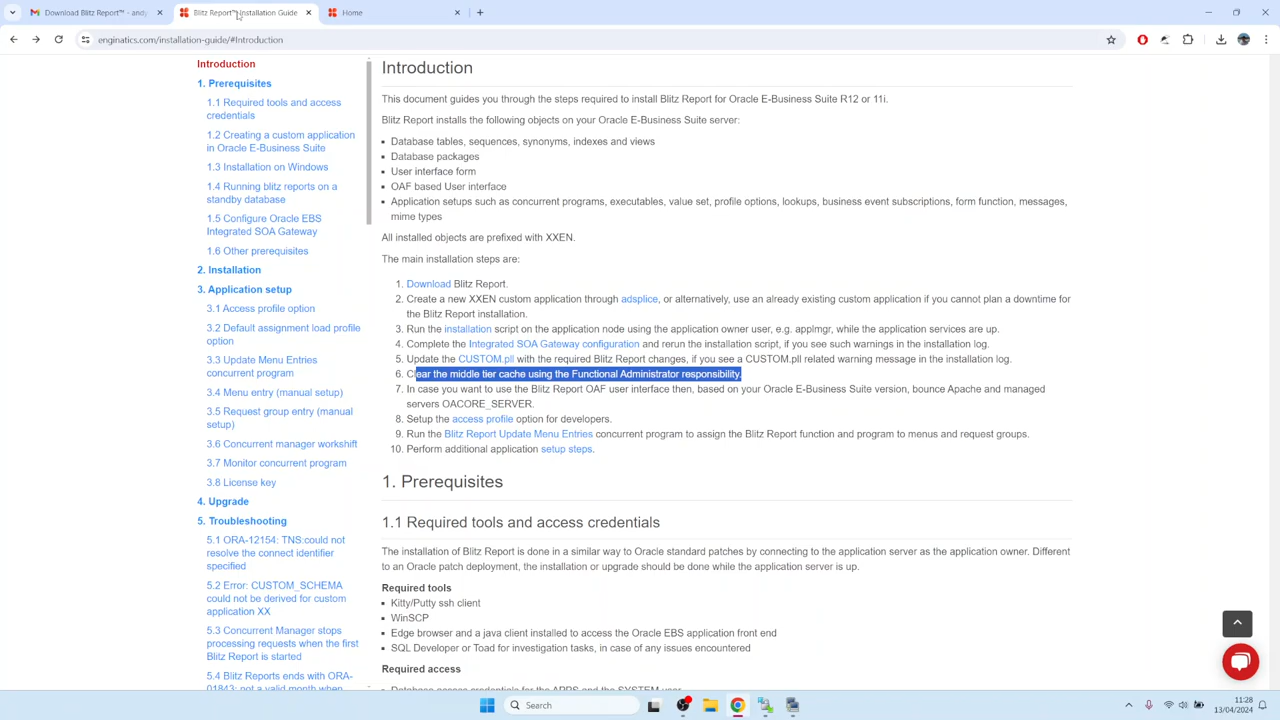 Download Blitz Report™ - andy
Blitz Report™ Installation Guide
Home
enginatics.com/installation-guide/#Introduction
Introduction
1. Prerequisites
1.1 Required tools and access
credentials
1.2 Creating a custom application
in Oracle E-Business Suite
1.3 Installation on Windows
1.4 Running blitz reports on a
standby database
1.5 Configure Oracle EBS
Integrated SOA Gateway
1.6 Other prerequisites
2. Installation
3. Application setup
3.1 Access profile option
3.2 Default assignment load profile
option
3.3 Update Menu Entries
concurrent program
3.4 Menu entry (manual setup)
3.5 Request group entry (manual
setup)
3.6 Concurrent manager workshift
3.7 Monitor concurrent program
3.8 License key
4. Upgrade
5. Troubleshooting
5.1 ORA-12154: TNS:could not
resolve the connect identifier
specified
5.2 Error: CUSTOM_SCHEMA
could not be derived for custom
application XX
5.3 Concurrent Manager stops
processing requests when the first
Blitz Report is started
5.4 Blitz Reports ends with ORA-
01843: not a valid month when
Introduction
This document guides you through the steps required to install Blitz Report for Oracle E-Business Suite R12 or 11i.
Blitz Report installs the following objects on your Oracle E-Business Suite server:
Database tables, sequences, synonyms, indexes and views
Database packages
User interface form
OAF based User interface
Application setups such as concurrent programs, executables, value set, profile options, lookups, business event subscriptions, form function, messages,
mime types
All installed objects are prefixed with XXEN.
The main installation steps are:
1. Download Blitz Report.
2. Create a new XXEN custom application through adsplice, or alternatively, use an already existing custom application if you cannot plan a downtime for
the Blitz Report installation.
3. Run the installation script on the application node using the application owner user, e.g. applmgr, while the application services are up.
4. Complete the Integrated SOA Gateway configuration and rerun the installation script, if you see such warnings in the installation log.
5. Update the CUSTOM.pll with the required Blitz Report changes, if you see a CUSTOM.pll related warning message in the installation log.
6. Clear the middle tier cache using the Functional Administrator responsibility.
7. In case you want to use the Blitz Report OAF user interface then, based on your Oracle E-Business Suite version, bounce Apache and managed
servers OACORE_SERVER.
8. Setup the access profile option for developers.
9. Run the Blitz Report Update Menu Entries concurrent program to assign the Blitz Report function and program to menus and request groups.
10. Perform additional application setup steps.
1. Prerequisites
1.1 Required tools and access credentials
The installation of Blitz Report is done in a similar way to Oracle standard patches by connecting to the application server as the application owner. Different
to an Oracle patch deployment, the installation or upgrade should be done while the application server is up.
Required tools
Kitty/Putty ssh client
WinSCP
Edge browser and a java client installed to access the Oracle EBS application front end
SQL Developer or Toad for investigation tasks, in case of any issues encountered
Required access
Database access credentials for the APPS and the SYSTEM user
Search
11:28
13/04/2024